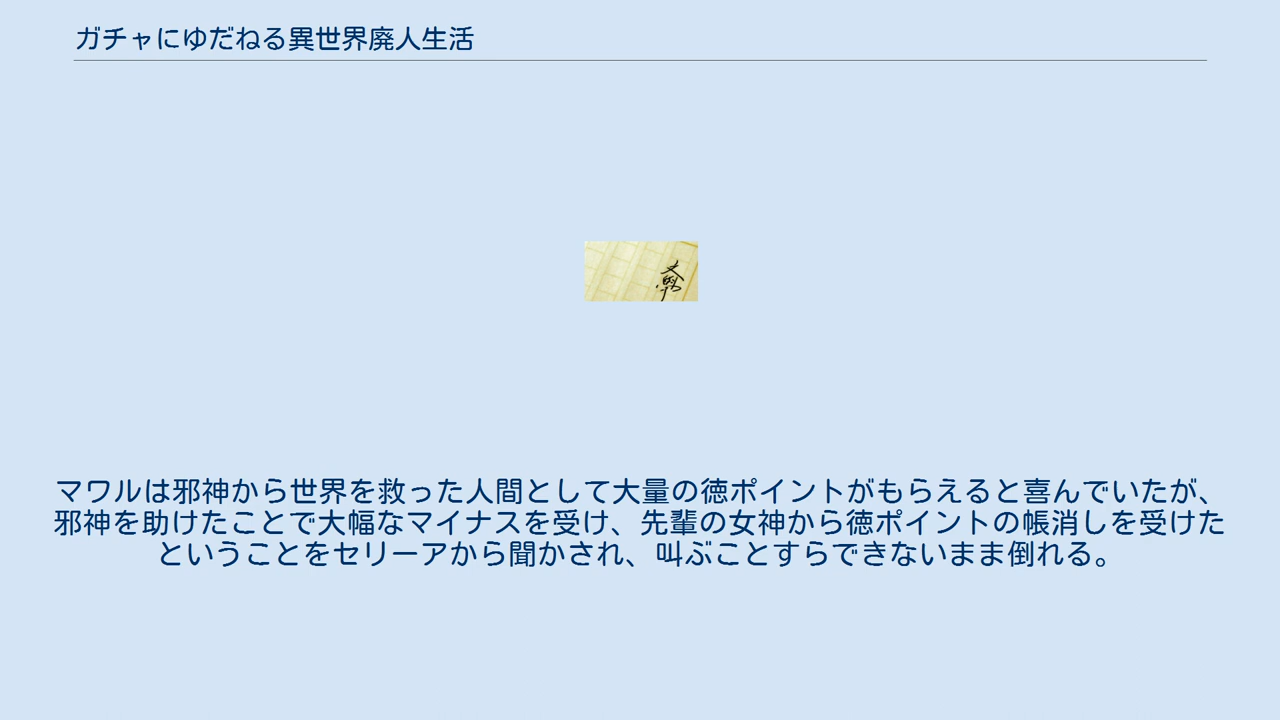 ガチャにゆだねる異世界廃人生活
マワルは邪神から世界を救った人間として大量の徳ポイントがもらえると喜んでいたが、
邪神を助けたことで大幅なマイナスを受け、先輩の女神から徳ポイントの帳消しを受けた
ということをセリーアから聞かされ、叫ぶことすらできないまま倒れる。